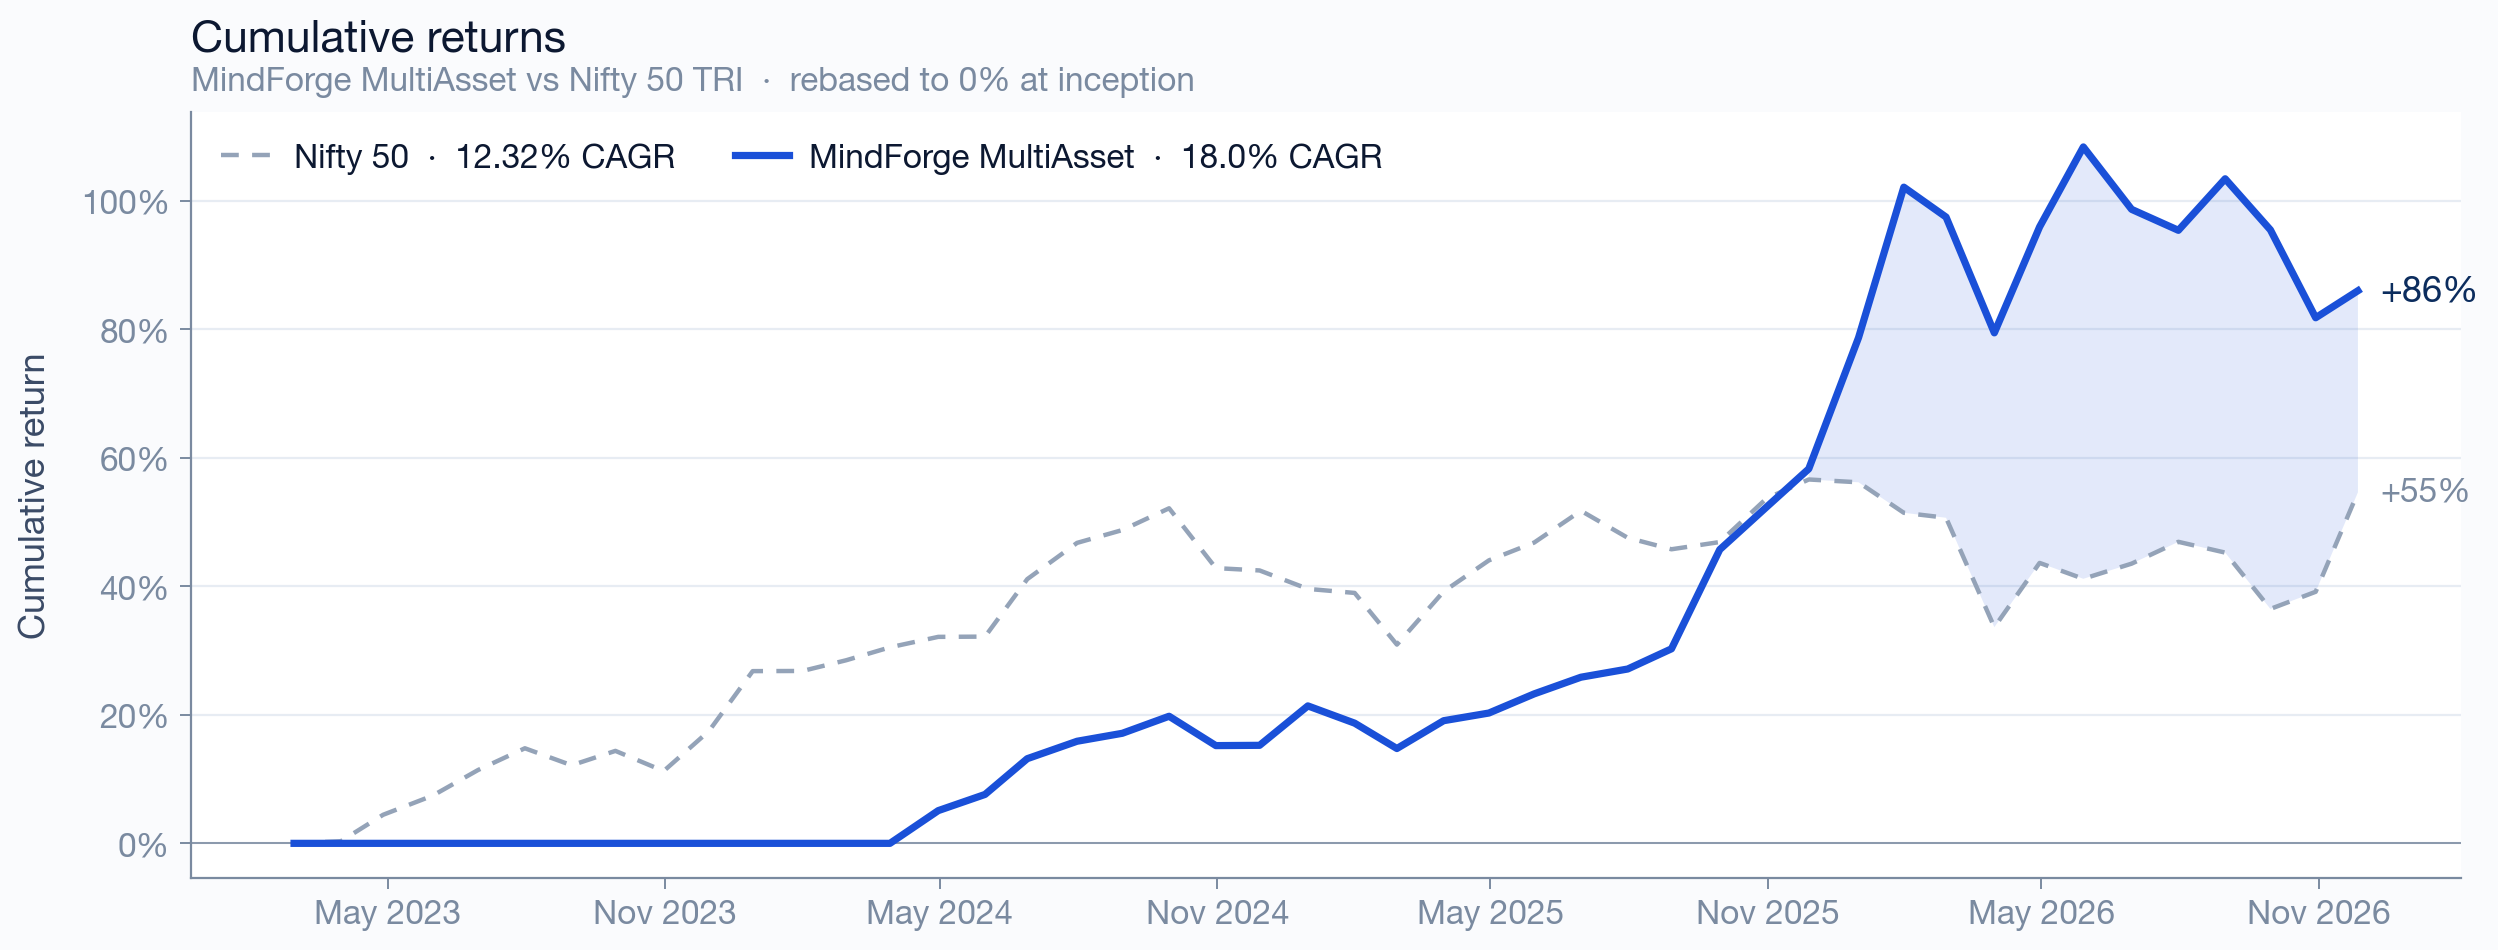 Cumulative returns
MindForge MultiAsset vs Nifty 50 TRI · rebased to 0% at inception
Nifty 50 · 12.32% CAGR
MindForge MultiAsset · 18.0% CAGR
Cumulative return
100%
80%
60%
40%
20%
0%
+86%
+55%
May 2023
Nov 2023
May 2024
Nov 2024
May 2025
Nov 2025
May 2026
Nov 2026